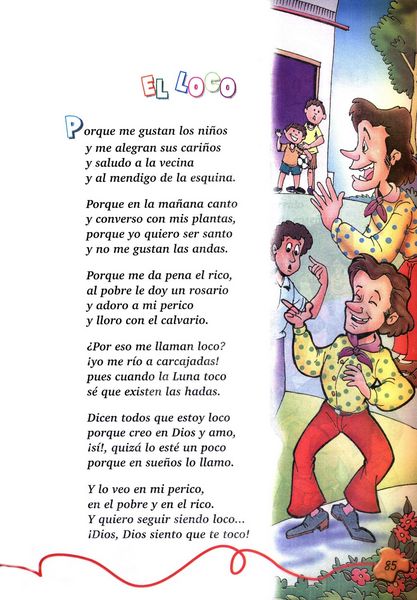 EL LOCO
Porque me gustan los niños
y me alegran sus cariños
y saludo a la vecina
y al mendigo de la esquina.
Porque en la mañana canto
y converso con mis plantas,
porque yo quiero ser santo
y no me gustan las andas.
Porque me da pena el rico,
al pobre le doy un rosario
y adoro a mi perico
y lloro con el calvario.
¿Por eso me llaman loco?
¡yo me río a carcajadas!
pues cuando la Luna toco
sé que existen las hadas.
Dicen todos que estoy loco
porque creo en Dios y amo,
¡sí!, quizá lo esté un poco
porque en sueños lo llamo.
Y lo veo en mi perico,
en el pobre y en el rico.
Y quiero seguir siendo loco...
¡Dios, Dios siento que te toco!
85